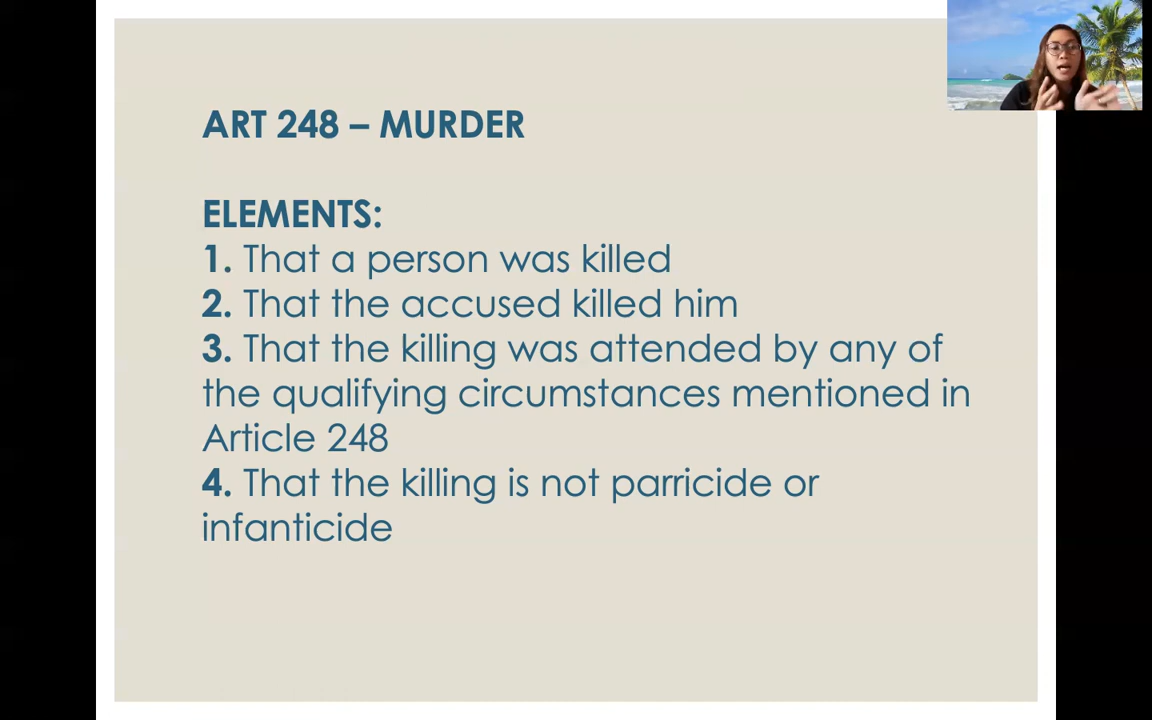 ART 248 – MURDER
ELEMENTS:
1. That a person was killed
2. That the accused killed him
3. That the killing was attended by any of
the qualifying circumstances mentioned in
Article 248
4. That the killing is not parricide or
infanticide